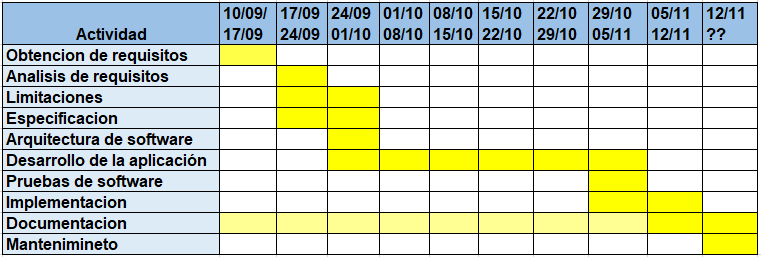 Actividad 10/09/ 17/09 24/09 01/10 08/10 15/10 22/10 29/10 05/11 12/11
17/09 24/09 01/10 08/10 15/10 22/10 29/10 05/11 12/11 ??
Obtencion de requisitos
Analisis de requisitos
Limitaciones
Especificacion
Arquitectura de software
Desarrollo de la aplicación
Pruebas de software
Implementacion
Documentacion
Mantenimineto